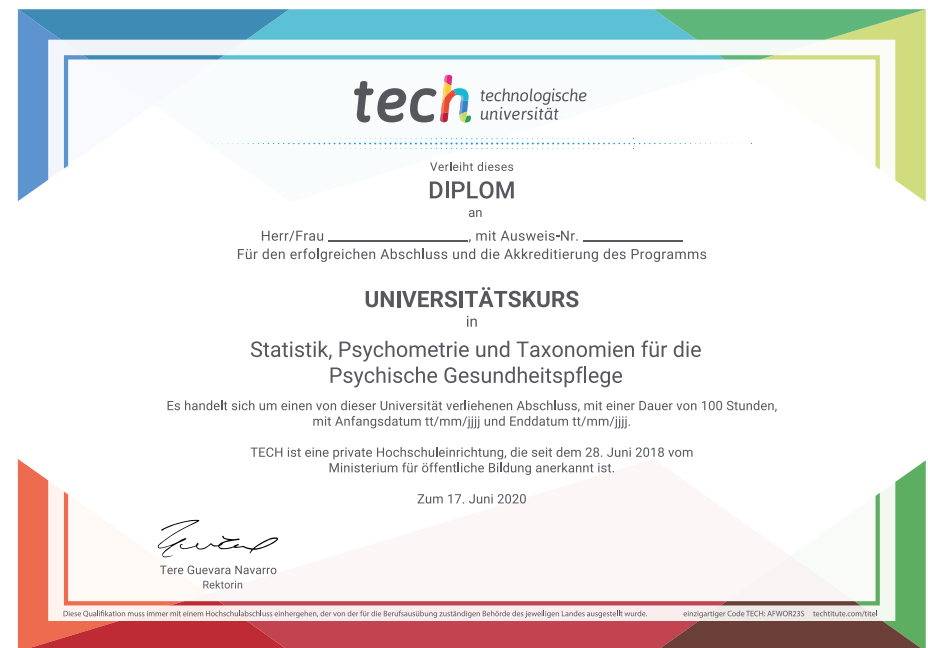 tech technologische
universität
Verleiht dieses
DIPLOM
an
Herr/Frau ____________, mit Ausweis-Nr. ____________
Für den erfolgreichen Abschluss und die Akkreditierung des Programms
UNIVERSITÄTSKURS
in
Statistik, Psychometrie und Taxonomien für die
Psychische Gesundheitspflege
Es handelt sich um einen von dieser Universität verliehenen Abschluss, mit einer Dauer von 100 Stunden,
mit Anfangsdatum tt/mm/jjjj und Enddatum tt/mm/jjjj.
TECH ist eine private Hochschuleinrichtung, die seit dem 28. Juni 2018 vom
Ministerium für öffentliche Bildung anerkannt ist.
Zum 17. Juni 2020
Tere Guevara Navarro
Rektorin
Diese Qualifikation muss immer mit einem Hochschulabschluss einhergehen, der von der für die Berufsausübung zuständigen Behörde des jeweiligen Landes ausgestellt wurde. einzigartiger Code TECH: AFWOR23S techtitute.com/titel